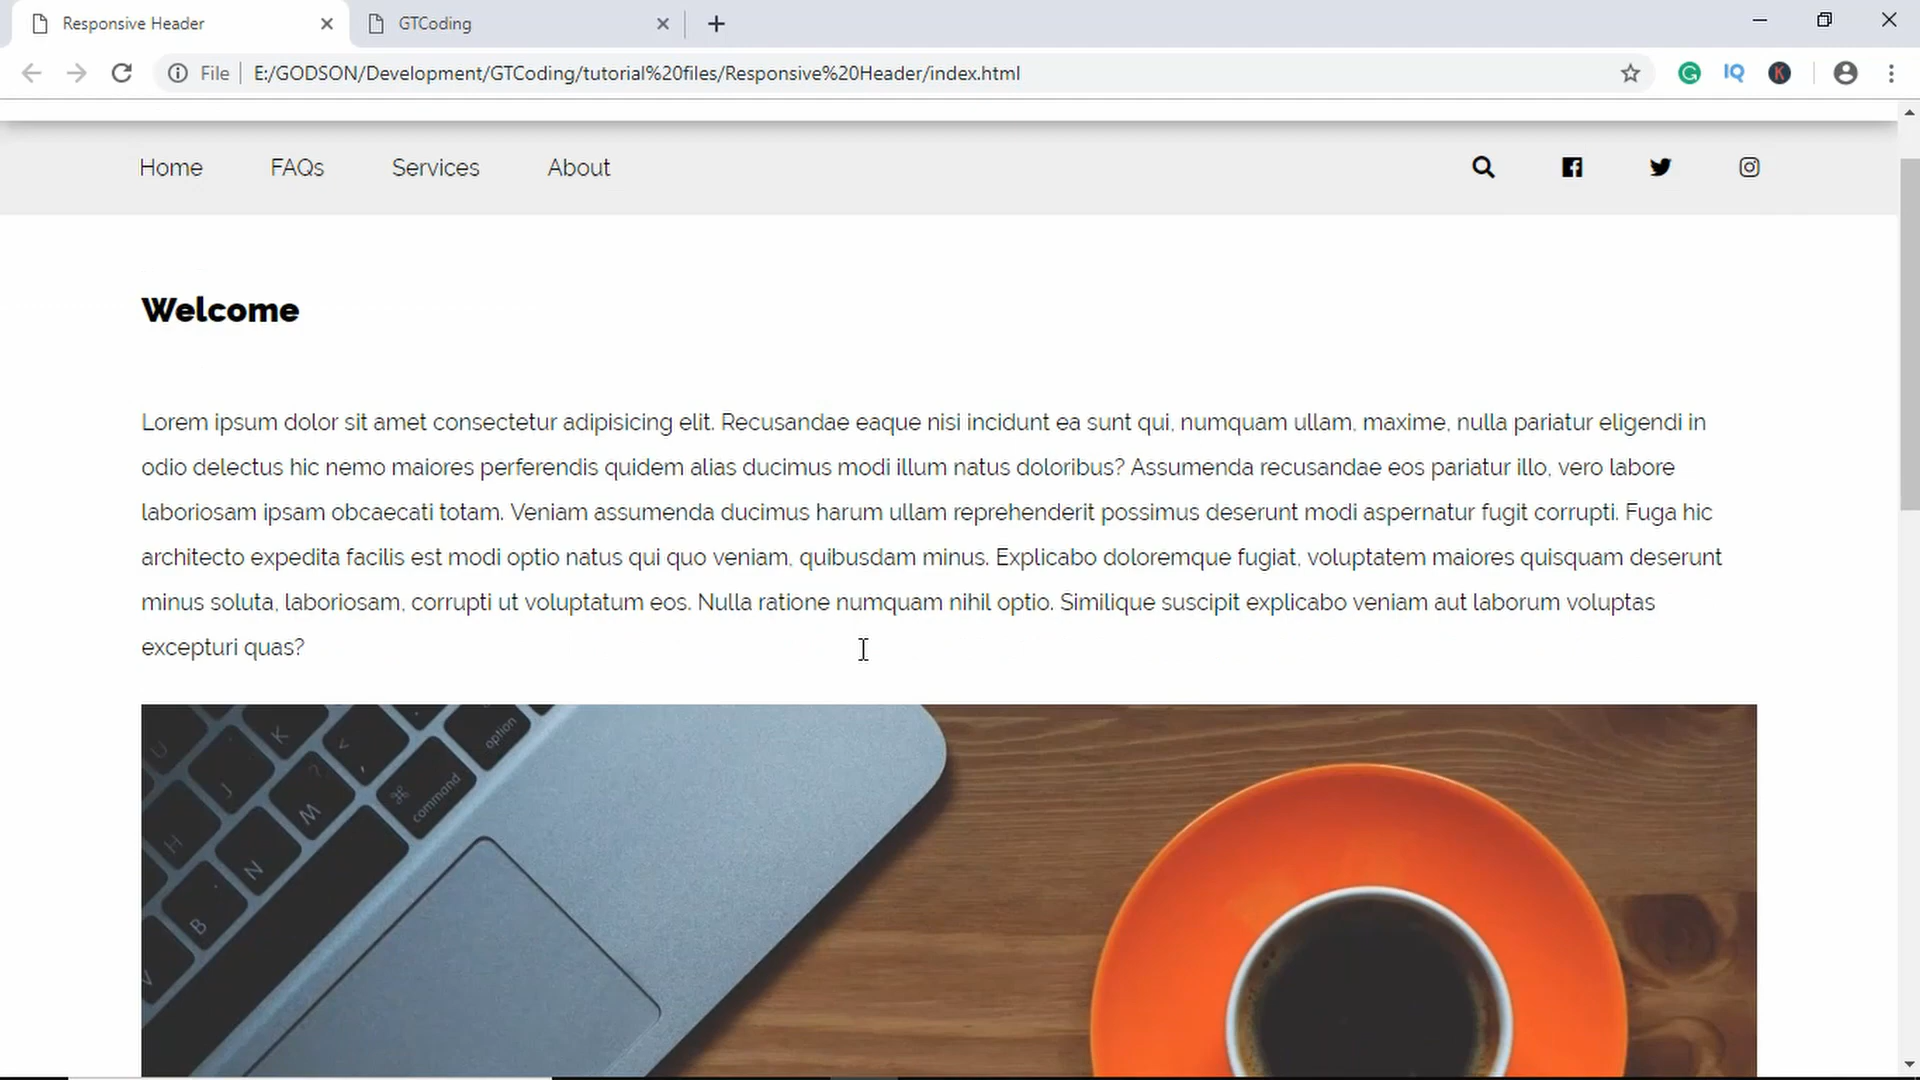 Responsive Header
GTCoding
File
E:/GODSON/Development/GTCoding/tutorial%20files/Responsive%20Header/index.html
IQ
K
Home
FAQs
Services
About
Welcome
Lorem ipsum dolor sit amet consectetur adipisicing elit. Recusandae eaque nisi incidunt ea sunt qui, numquam ullam, maxime, nulla pariatur eligendi in
odio delectus hic nemo maiores perferendis quidem alias ducimus modi illum natus doloribus? Assumenda recusandae eos pariatur illo, vero labore
laboriosam ipsam obcaecati totam. Veniam assumenda ducimus harum ullam reprehenderit possimus deserunt modi aspernatur fugit corrupti. Fuga hic
architecto expedita facilis est modi optio natus qui quo veniam, quibusdam minus. Explicabo doloremque fugiat, voluptatem maiores quisquam deserunt
minus soluta, laboriosam, corrupti ut voluptatum eos. Nulla ratione numquam nihil optio. Similique suscipit explicabo veniam aut laborum voluptas
excepturi quas?
U
K
<
,
option
J
M
?
⌘
command
H
N
B
V